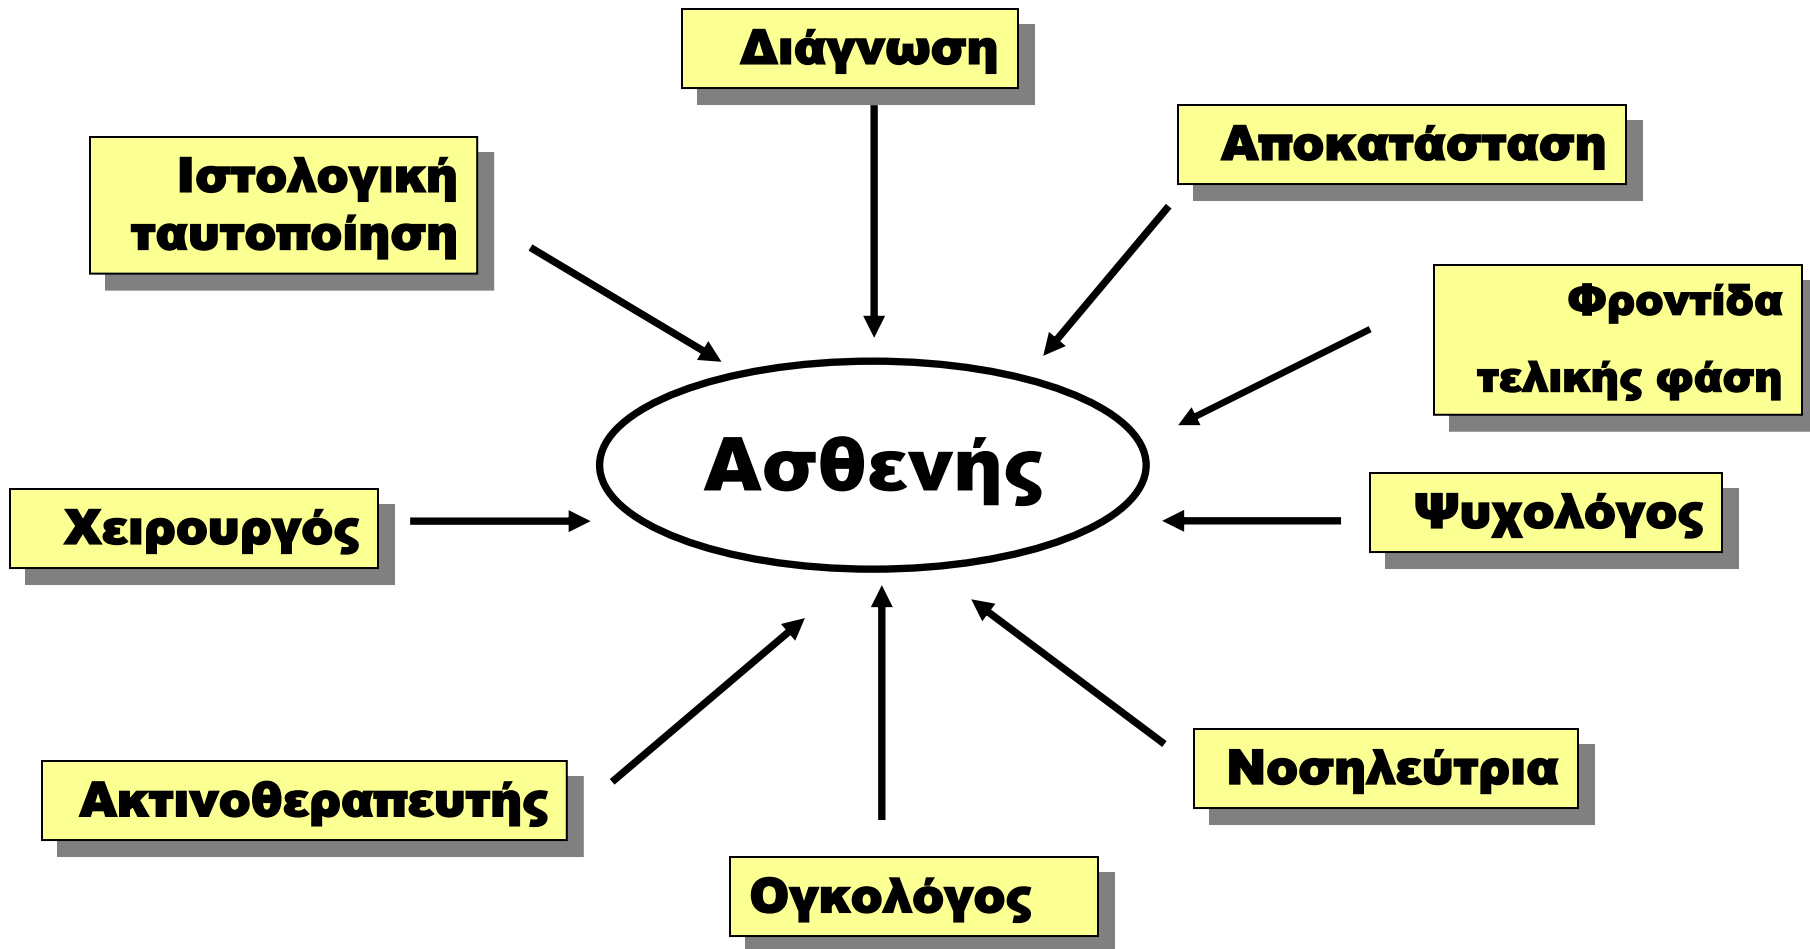 Διάγνωση
Αποκατάσταση
Ιστολογική
ταυτοποίηση
Φροντίδα
τελικής φάση
Ασθενής
Χειρουργός
Ψυχολόγος
Ακτινοθεραπευτής
Νοσηλεύτρια
Ογκολόγος